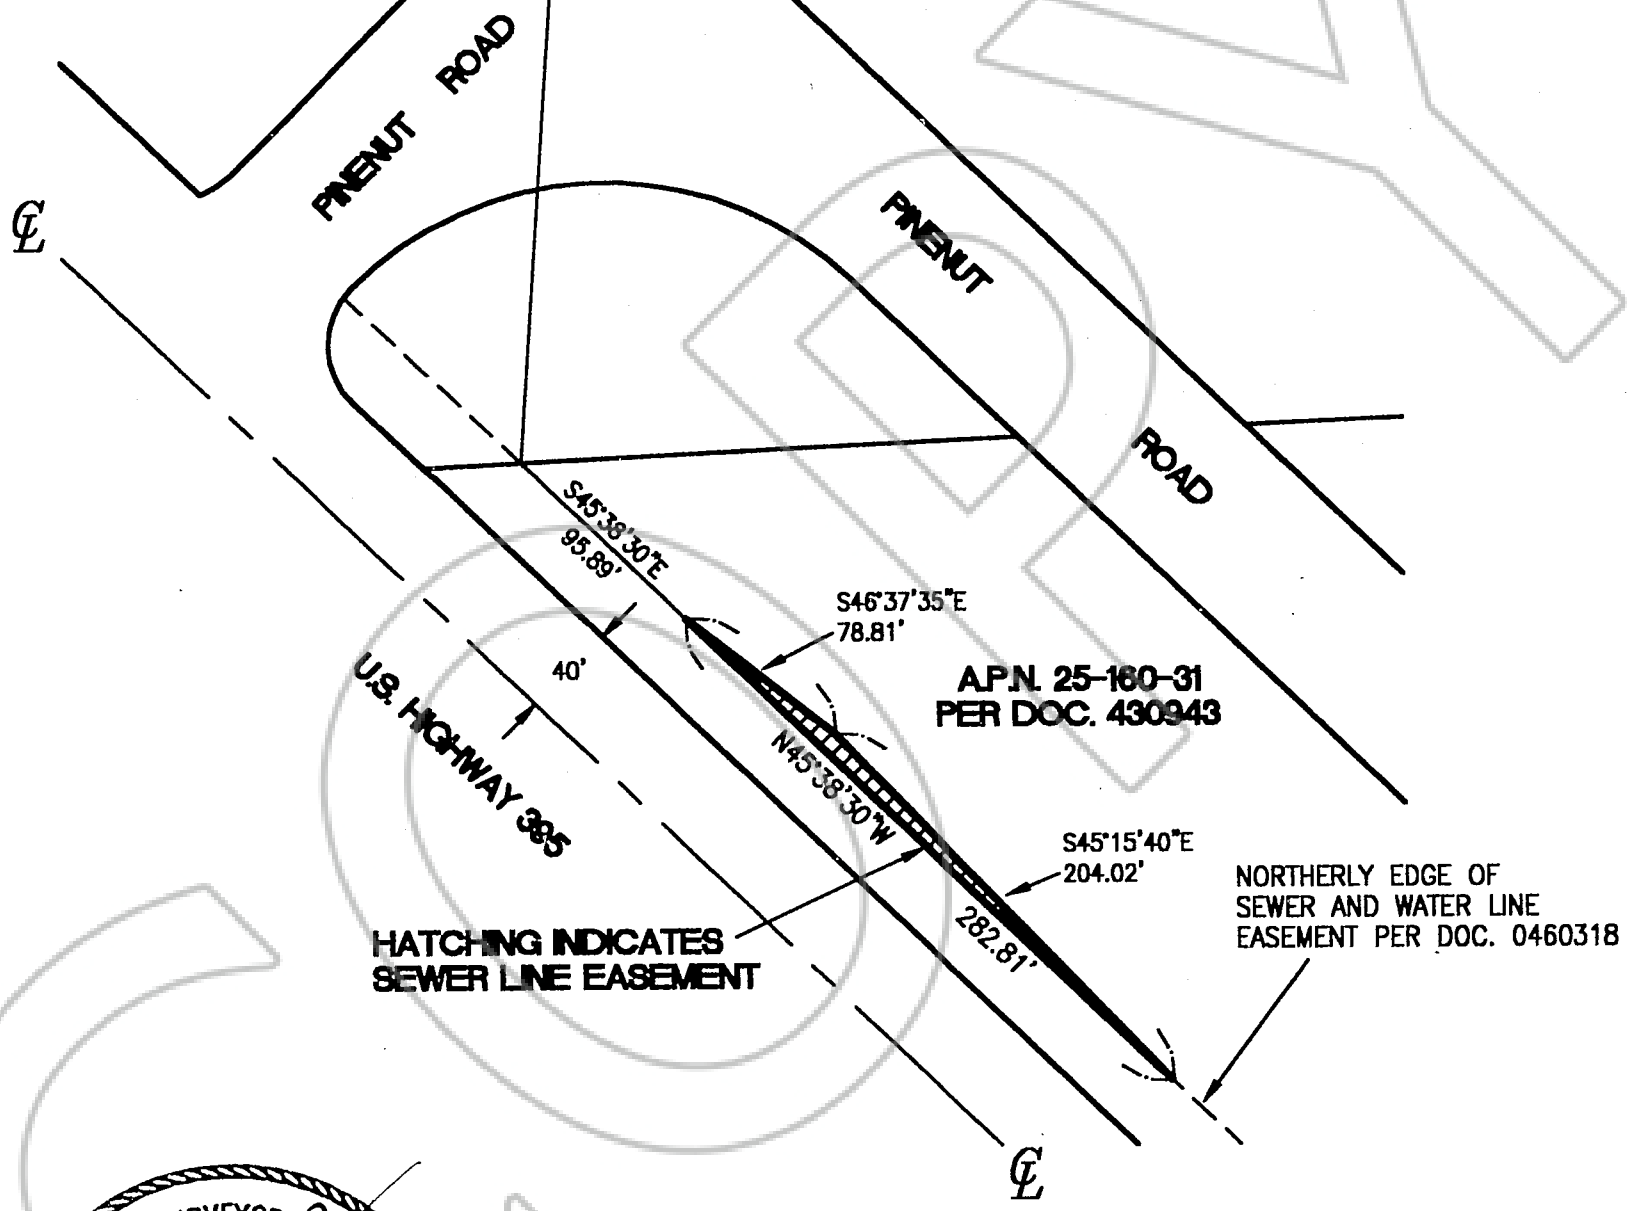 PINENUT ROAD
℄
PINENUT
ROAD
S45°38'30"E
95.89'
S46°37'35"E
78.81'
40'
A.P.N. 25-160-31
PER DOC. 430943
U.S. HIGHWAY 395
N45°38'30"W
282.81'
S45°15'40"E
204.02'
NORTHERLY EDGE OF
SEWER AND WATER LINE
EASEMENT PER DOC. 0460318
HATCHING INDICATES
SEWER LINE EASEMENT
℄
COPY